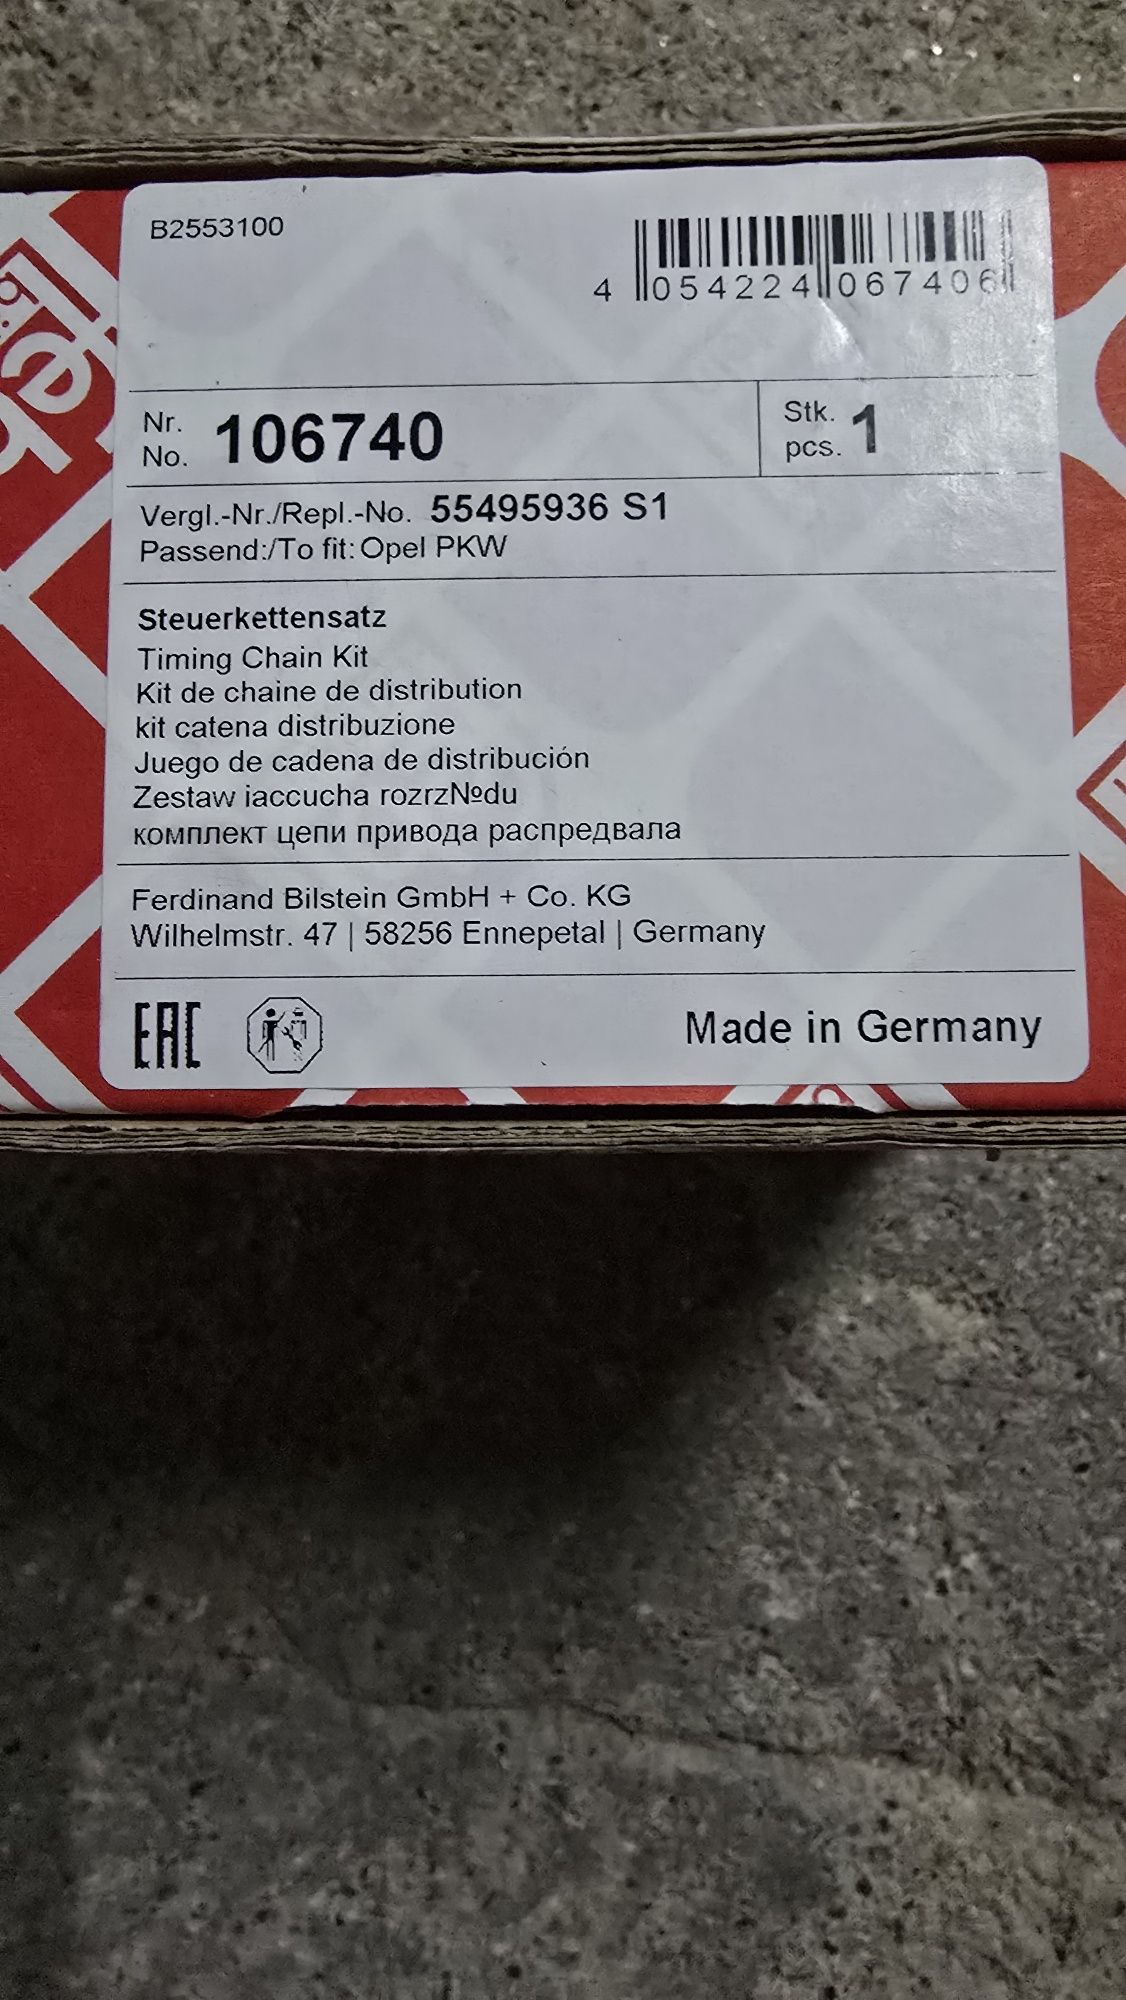 B2553100
4 054224 067406
Nr.
No. 106740
Stk.
pcs. 1
Vergl.-Nr./Repl.-No. 55495936 S1
Passend:/To fit: Opel PKW
Steuerkettensatz
Timing Chain Kit
Kit de chaine de distribution
kit catena distribuzione
Juego de cadena de distribución
Zestaw iaccucha rozrz№du
комплект цепи привода распредвала
Ferdinand Bilstein GmbH + Co. KG
Wilhelmstr. 47 | 58256 Ennepetal | Germany
EAC
Made in Germany